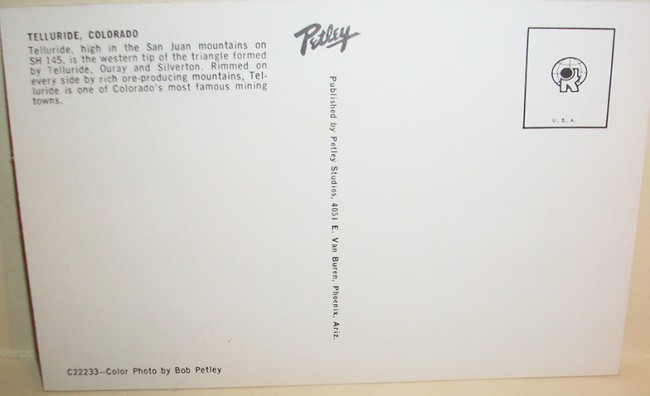 TELLURIDE, COLORADO
Telluride, high in the San Juan mountains on
SH 145, is the western tip of the triangle formed
by Telluride, Ouray and Silverton. Rimmed on
every side by rich ore-producing mountains, Tel-
luride is one of Colorado's most famous mining
towns.
Petley
Published by Petley Studios, 4051 E. Van Buren, Phoenix, Ariz.
R
U. S. A.
C22233—Color Photo by Bob Petley